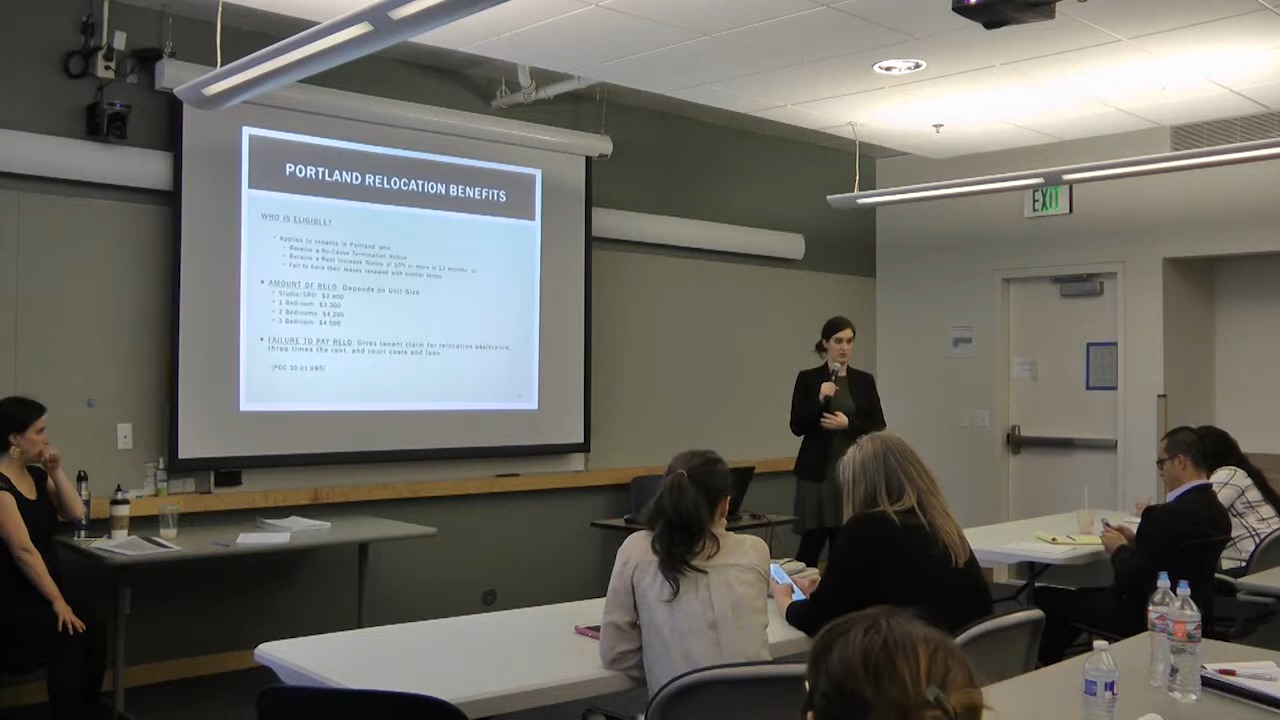 PORTLAND RELOCATION BENEFITS
WHO IS ELIGIBLE?
Applies to tenants in Portland who
Receive a No-Cause Termination Notice
Receive a Rent Increase Notice of 10% or more in 12 months, or
Fail to have their leases renewed with similar terms
AMOUNT OF RELO: Depends on Unit Size
Studio/SRO: $2,900
1 Bedroom: $3,300
2 Bedrooms: $4,200
3 Bedroom: $4,500
FAILURE TO PAY RELO: Gives tenant claim for relocation assistance,
three times the rent, and court costs and fees
(PCC 30.01.085)
EXIT